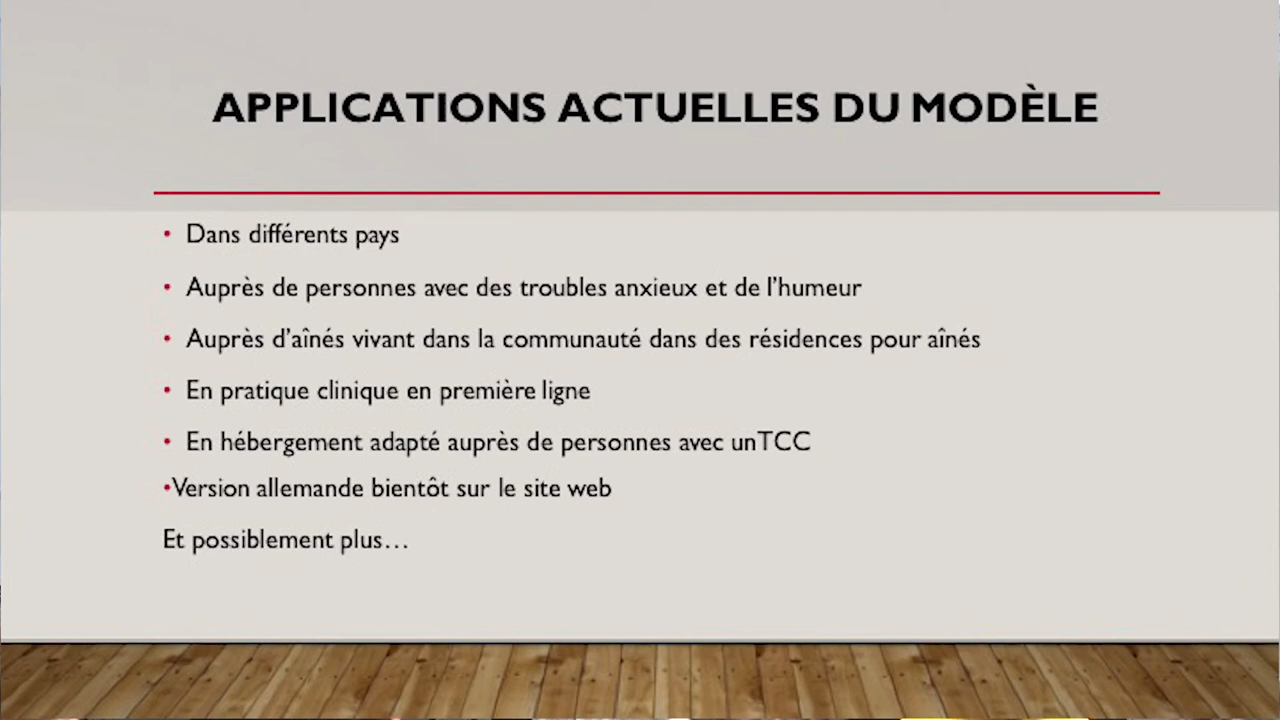 APPLICATIONS ACTUELLES DU MODÈLE
• Dans différents pays
• Auprès de personnes avec des troubles anxieux et de l'humeur
• Auprès d'aînés vivant dans la communauté dans des résidences pour aînés
• En pratique clinique en première ligne
• En hébergement adapté auprès de personnes avec unTCC
•Version allemande bientôt sur le site web
Et possiblement plus…